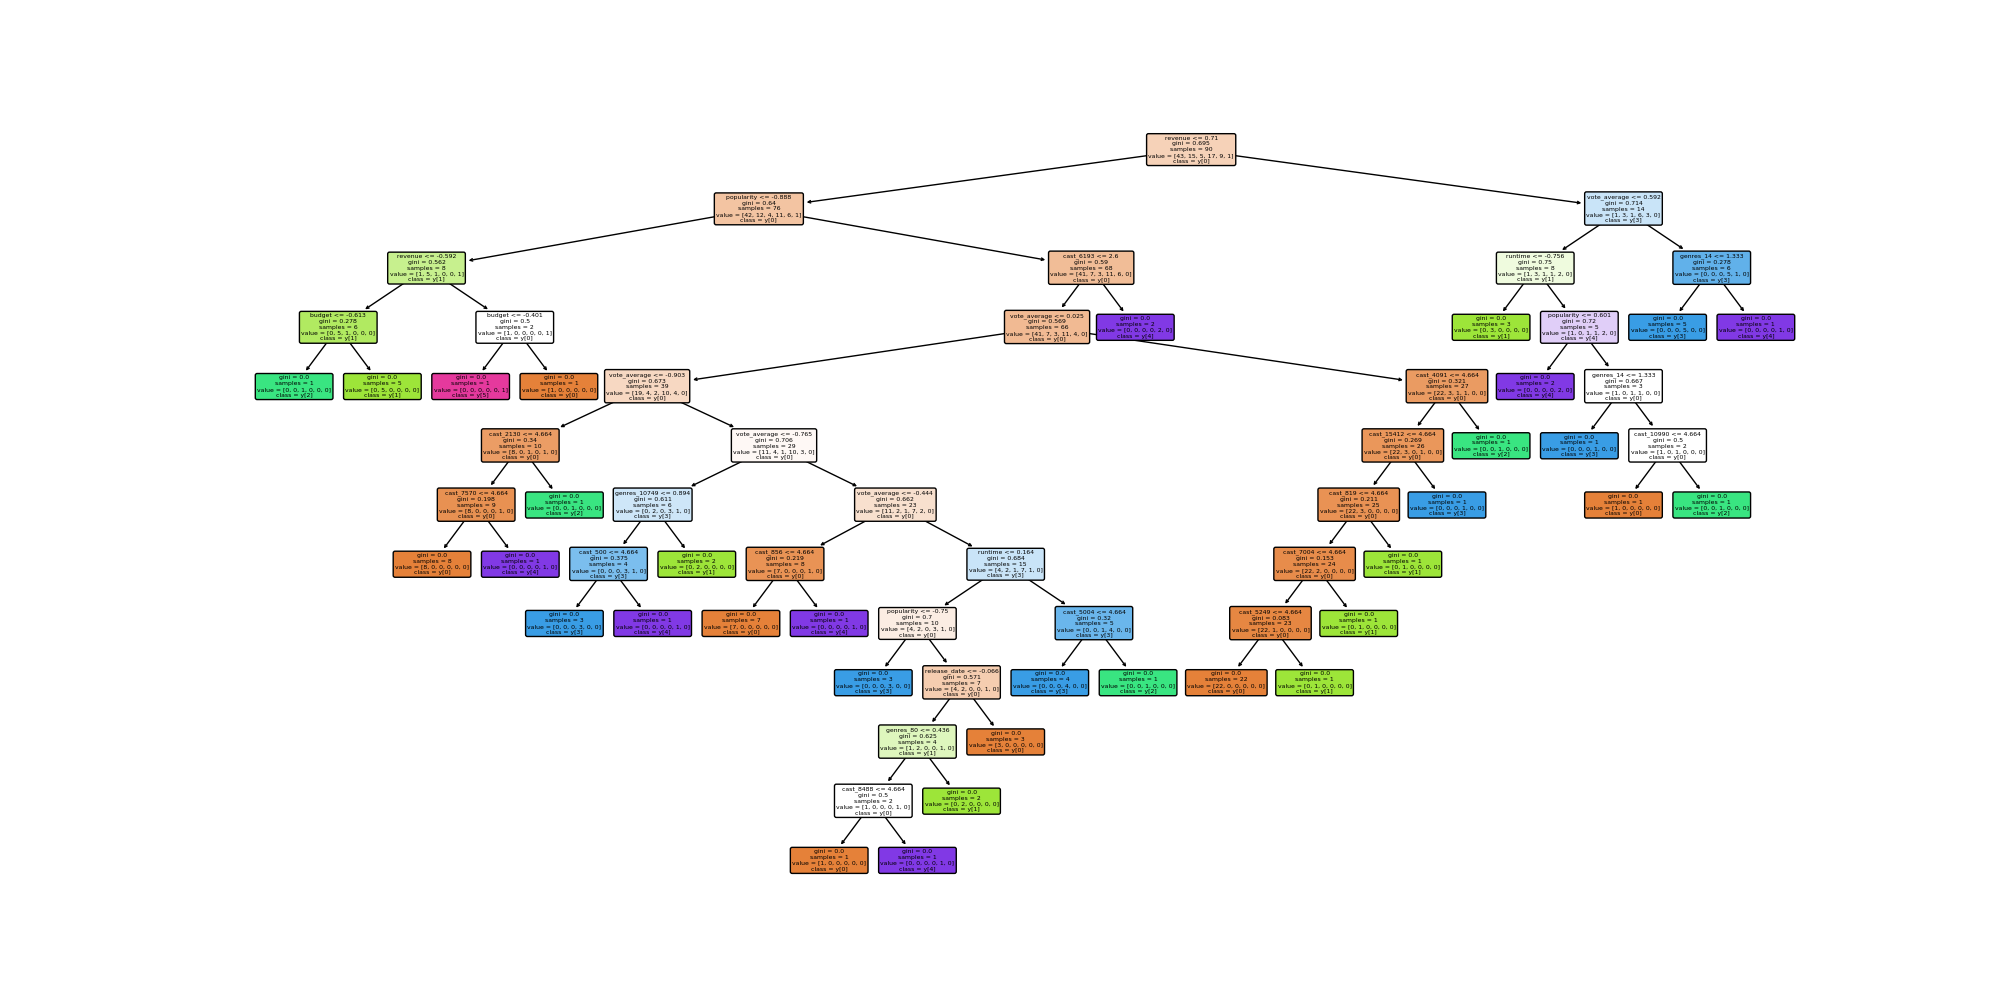 revenue <= 0.71
gini = 0.695
samples = 90
value = [43, 15, 5, 17, 9, 1]
class = y[0]
popularity <= -0.888
gini = 0.64
samples = 76
value = [42, 12, 4, 11, 6, 1]
class = y[0]
vote_average <= 0.592
gini = 0.714
samples = 14
value = [1, 3, 1, 6, 3, 0]
class = y[3]
revenue <= -0.592
gini = 0.562
samples = 8
value = [1, 5, 1, 0, 0, 1]
class = y[1]
cast_6193 <= 2.6
gini = 0.59
samples = 68
value = [41, 7, 3, 11, 6, 0]
class = y[0]
runtime <= -0.756
gini = 0.75
samples = 8
value = [1, 3, 1, 1, 2, 0]
class = y[1]
genres_14 <= 1.333
gini = 0.278
samples = 6
value = [0, 0, 0, 5, 1, 0]
class = y[3]
budget <= -0.613
gini = 0.278
samples = 6
value = [0, 5, 1, 0, 0, 0]
class = y[1]
budget <= -0.401
gini = 0.5
samples = 2
value = [1, 0, 0, 0, 0, 1]
class = y[0]
vote_average <= 0.025
gini = 0.569
samples = 66
value = [41, 7, 3, 11, 4, 0]
class = y[0]
gini = 0.0
samples = 2
value = [0, 0, 0, 0, 2, 0]
class = y[4]
gini = 0.0
samples = 3
value = [0, 3, 0, 0, 0, 0]
class = y[1]
popularity <= 0.601
gini = 0.72
samples = 5
value = [1, 0, 1, 1, 2, 0]
class = y[4]
gini = 0.0
samples = 5
value = [0, 0, 0, 5, 0, 0]
class = y[3]
gini = 0.0
samples = 1
value = [0, 0, 0, 0, 1, 0]
class = y[4]
gini = 0.0
samples = 1
value = [0, 0, 1, 0, 0, 0]
class = y[2]
gini = 0.0
samples = 5
value = [0, 5, 0, 0, 0, 0]
class = y[1]
gini = 0.0
samples = 1
value = [0, 0, 0, 0, 0, 1]
class = y[5]
gini = 0.0
samples = 1
value = [1, 0, 0, 0, 0, 0]
class = y[0]
vote_average <= -0.903
gini = 0.673
samples = 39
value = [19, 4, 2, 10, 4, 0]
class = y[0]
cast_4091 <= 4.664
gini = 0.321
samples = 27
value = [22, 3, 1, 1, 0, 0]
class = y[0]
gini = 0.0
samples = 2
value = [0, 0, 0, 0, 2, 0]
class = y[4]
genres_14 <= 1.333
gini = 0.667
samples = 3
value = [1, 0, 1, 1, 0, 0]
class = y[0]
cast_2130 <= 4.664
gini = 0.34
samples = 10
value = [8, 0, 1, 0, 1, 0]
class = y[0]
vote_average <= -0.765
gini = 0.706
samples = 29
value = [11, 4, 1, 10, 3, 0]
class = y[0]
cast_15412 <= 4.664
gini = 0.269
samples = 26
value = [22, 3, 0, 1, 0, 0]
class = y[0]
gini = 0.0
samples = 1
value = [0, 0, 1, 0, 0, 0]
class = y[2]
gini = 0.0
samples = 1
value = [0, 0, 0, 1, 0, 0]
class = y[3]
cast_10990 <= 4.664
gini = 0.5
samples = 2
value = [1, 0, 1, 0, 0, 0]
class = y[0]
cast_7570 <= 4.664
gini = 0.198
samples = 9
value = [8, 0, 0, 0, 1, 0]
class = y[0]
gini = 0.0
samples = 1
value = [0, 0, 1, 0, 0, 0]
class = y[2]
genres_10749 <= 0.894
gini = 0.611
samples = 6
value = [0, 2, 0, 3, 1, 0]
class = y[3]
vote_average <= -0.444
gini = 0.662
samples = 23
value = [11, 2, 1, 7, 2, 0]
class = y[0]
cast_819 <= 4.664
gini = 0.211
samples = 25
value = [22, 3, 0, 0, 0, 0]
class = y[0]
gini = 0.0
samples = 1
value = [0, 0, 0, 1, 0, 0]
class = y[3]
gini = 0.0
samples = 1
value = [1, 0, 0, 0, 0, 0]
class = y[0]
gini = 0.0
samples = 1
value = [0, 0, 1, 0, 0, 0]
class = y[2]
gini = 0.0
samples = 8
value = [8, 0, 0, 0, 0, 0]
class = y[0]
gini = 0.0
samples = 1
value = [0, 0, 0, 0, 1, 0]
class = y[4]
cast_500 <= 4.664
gini = 0.375
samples = 4
value = [0, 0, 0, 3, 1, 0]
class = y[3]
gini = 0.0
samples = 2
value = [0, 2, 0, 0, 0, 0]
class = y[1]
cast_856 <= 4.664
gini = 0.219
samples = 8
value = [7, 0, 0, 0, 1, 0]
class = y[0]
runtime <= 0.164
gini = 0.684
samples = 15
value = [4, 2, 1, 7, 1, 0]
class = y[3]
cast_7004 <= 4.664
gini = 0.153
samples = 24
value = [22, 2, 0, 0, 0, 0]
class = y[0]
gini = 0.0
samples = 1
value = [0, 1, 0, 0, 0, 0]
class = y[1]
gini = 0.0
samples = 3
value = [0, 0, 0, 3, 0, 0]
class = y[3]
gini = 0.0
samples = 1
value = [0, 0, 0, 0, 1, 0]
class = y[4]
gini = 0.0
samples = 7
value = [7, 0, 0, 0, 0, 0]
class = y[0]
gini = 0.0
samples = 1
value = [0, 0, 0, 0, 1, 0]
class = y[4]
popularity <= -0.75
gini = 0.7
samples = 10
value = [4, 2, 0, 3, 1, 0]
class = y[0]
cast_5004 <= 4.664
gini = 0.32
samples = 5
value = [0, 0, 1, 4, 0, 0]
class = y[3]
cast_5249 <= 4.664
gini = 0.083
samples = 23
value = [22, 1, 0, 0, 0, 0]
class = y[0]
gini = 0.0
samples = 1
value = [0, 1, 0, 0, 0, 0]
class = y[1]
gini = 0.0
samples = 3
value = [0, 0, 0, 3, 0, 0]
class = y[3]
release_date <= -0.066
gini = 0.571
samples = 7
value = [4, 2, 0, 0, 1, 0]
class = y[0]
gini = 0.0
samples = 4
value = [0, 0, 0, 4, 0, 0]
class = y[3]
gini = 0.0
samples = 1
value = [0, 0, 1, 0, 0, 0]
class = y[2]
gini = 0.0
samples = 22
value = [22, 0, 0, 0, 0, 0]
class = y[0]
gini = 0.0
samples = 1
value = [0, 1, 0, 0, 0, 0]
class = y[1]
genres_80 <= 0.436
gini = 0.625
samples = 4
value = [1, 2, 0, 0, 1, 0]
class = y[1]
gini = 0.0
samples = 3
value = [3, 0, 0, 0, 0, 0]
class = y[0]
cast_8488 <= 4.664
gini = 0.5
samples = 2
value = [1, 0, 0, 0, 1, 0]
class = y[0]
gini = 0.0
samples = 2
value = [0, 2, 0, 0, 0, 0]
class = y[1]
gini = 0.0
samples = 1
value = [1, 0, 0, 0, 0, 0]
class = y[0]
gini = 0.0
samples = 1
value = [0, 0, 0, 0, 1, 0]
class = y[4]